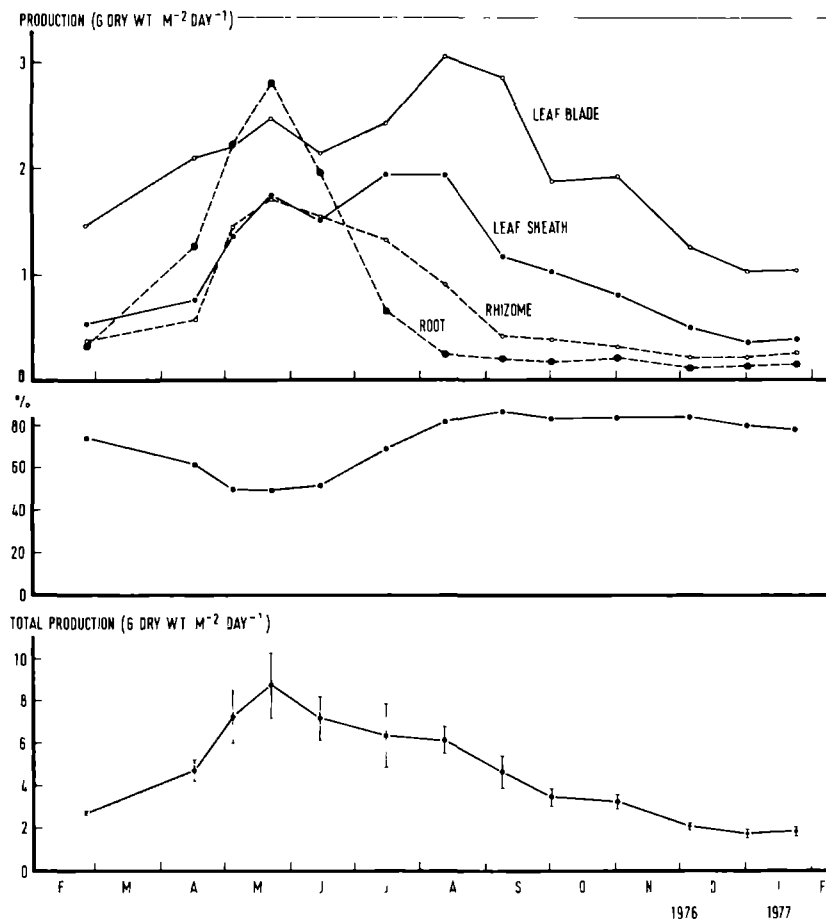 PRODUCTION (G DRY WT M⁻² DAY⁻¹)
3
2
1
0
LEAF BLADE
LEAF SHEATH
RHIZOME
ROOT
%
80
60
40
20
0
TOTAL PRODUCTION (G DRY WT M⁻² DAY⁻¹)
10
8
6
4
2
0
F M A M J J A S O N D J F
1976 1977